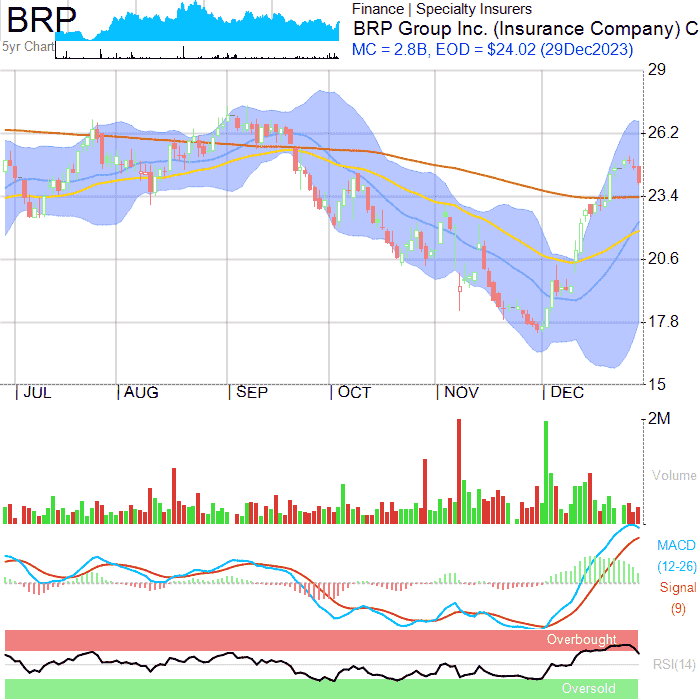 BRP
5yr Chart
Finance | Specialty Insurers
BRP Group Inc. (Insurance Company) C
MC = 2.8B, EOD = $24.02 (29Dec2023)
29
26.2
23.4
20.6
17.8
15
JUL AUG SEP OCT NOV DEC
2M
Volume
MACD
(12-26)
Signal
(9)
Overbought
RSI(14)
Oversold